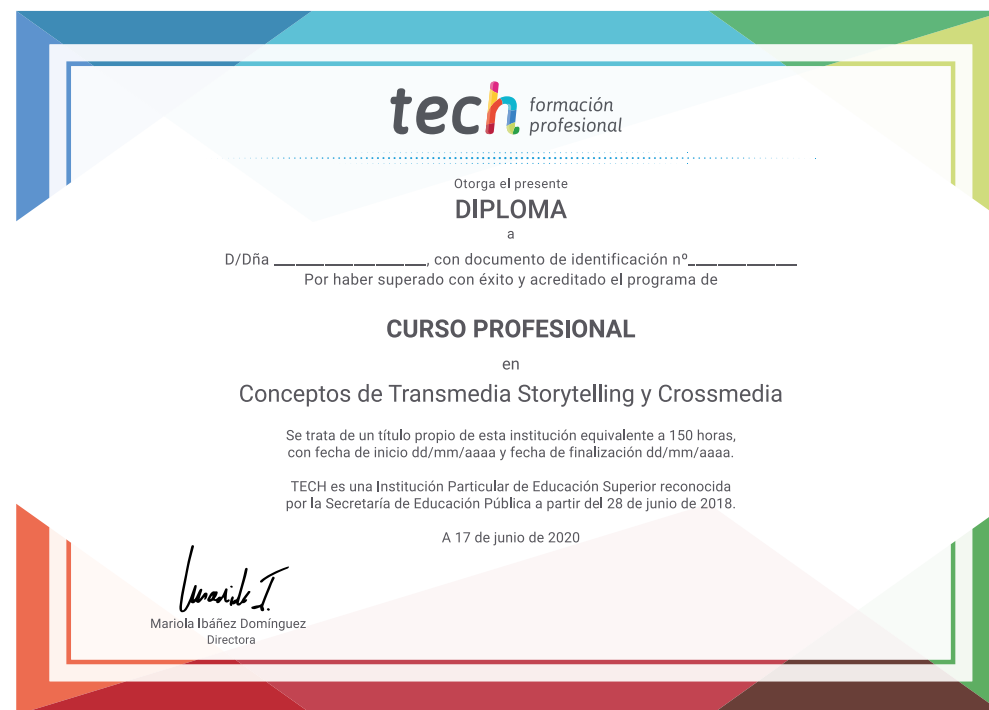 tech formación
profesional
Otorga el presente
DIPLOMA
a
D/Dña ______________, con documento de identificación nº__________
Por haber superado con éxito y acreditado el programa de
CURSO PROFESIONAL
en
Conceptos de Transmedia Storytelling y Crossmedia
Se trata de un título propio de esta institución equivalente a 150 horas,
con fecha de inicio dd/mm/aaaa y fecha de finalización dd/mm/aaaa.
TECH es una Institución Particular de Educación Superior reconocida
por la Secretaría de Educación Pública a partir del 28 de junio de 2018.
A 17 de junio de 2020
Mariola Ibáñez Domínguez
Directora